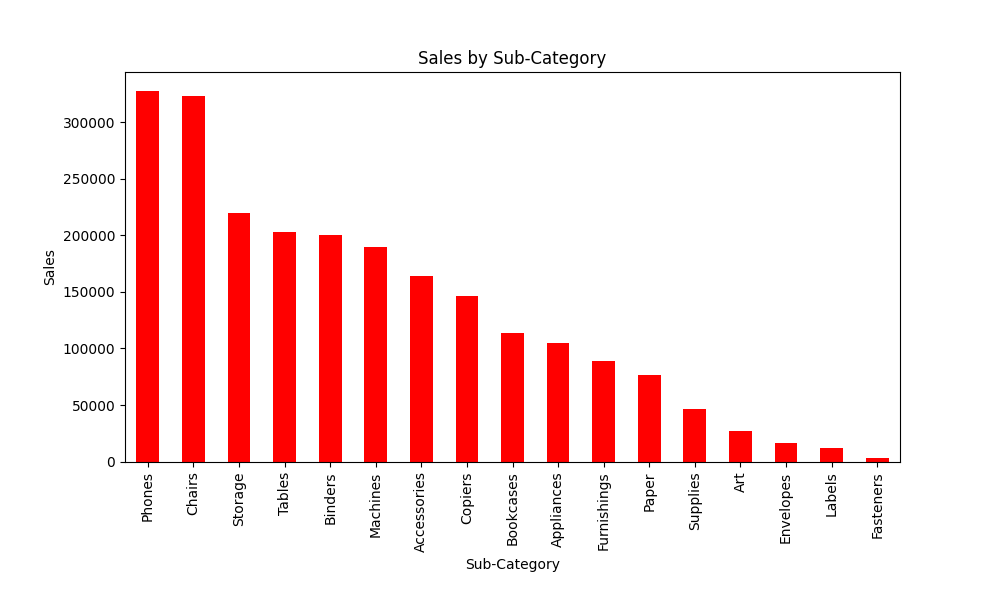 Sales by Sub-Category
Sales
300000
250000
200000
150000
100000
50000
0
Phones
Chairs
Storage
Tables
Binders
Machines
Accessories
Copiers
Bookcases
Appliances
Furnishings
Paper
Supplies
Art
Envelopes
Labels
Fasteners
Sub-Category